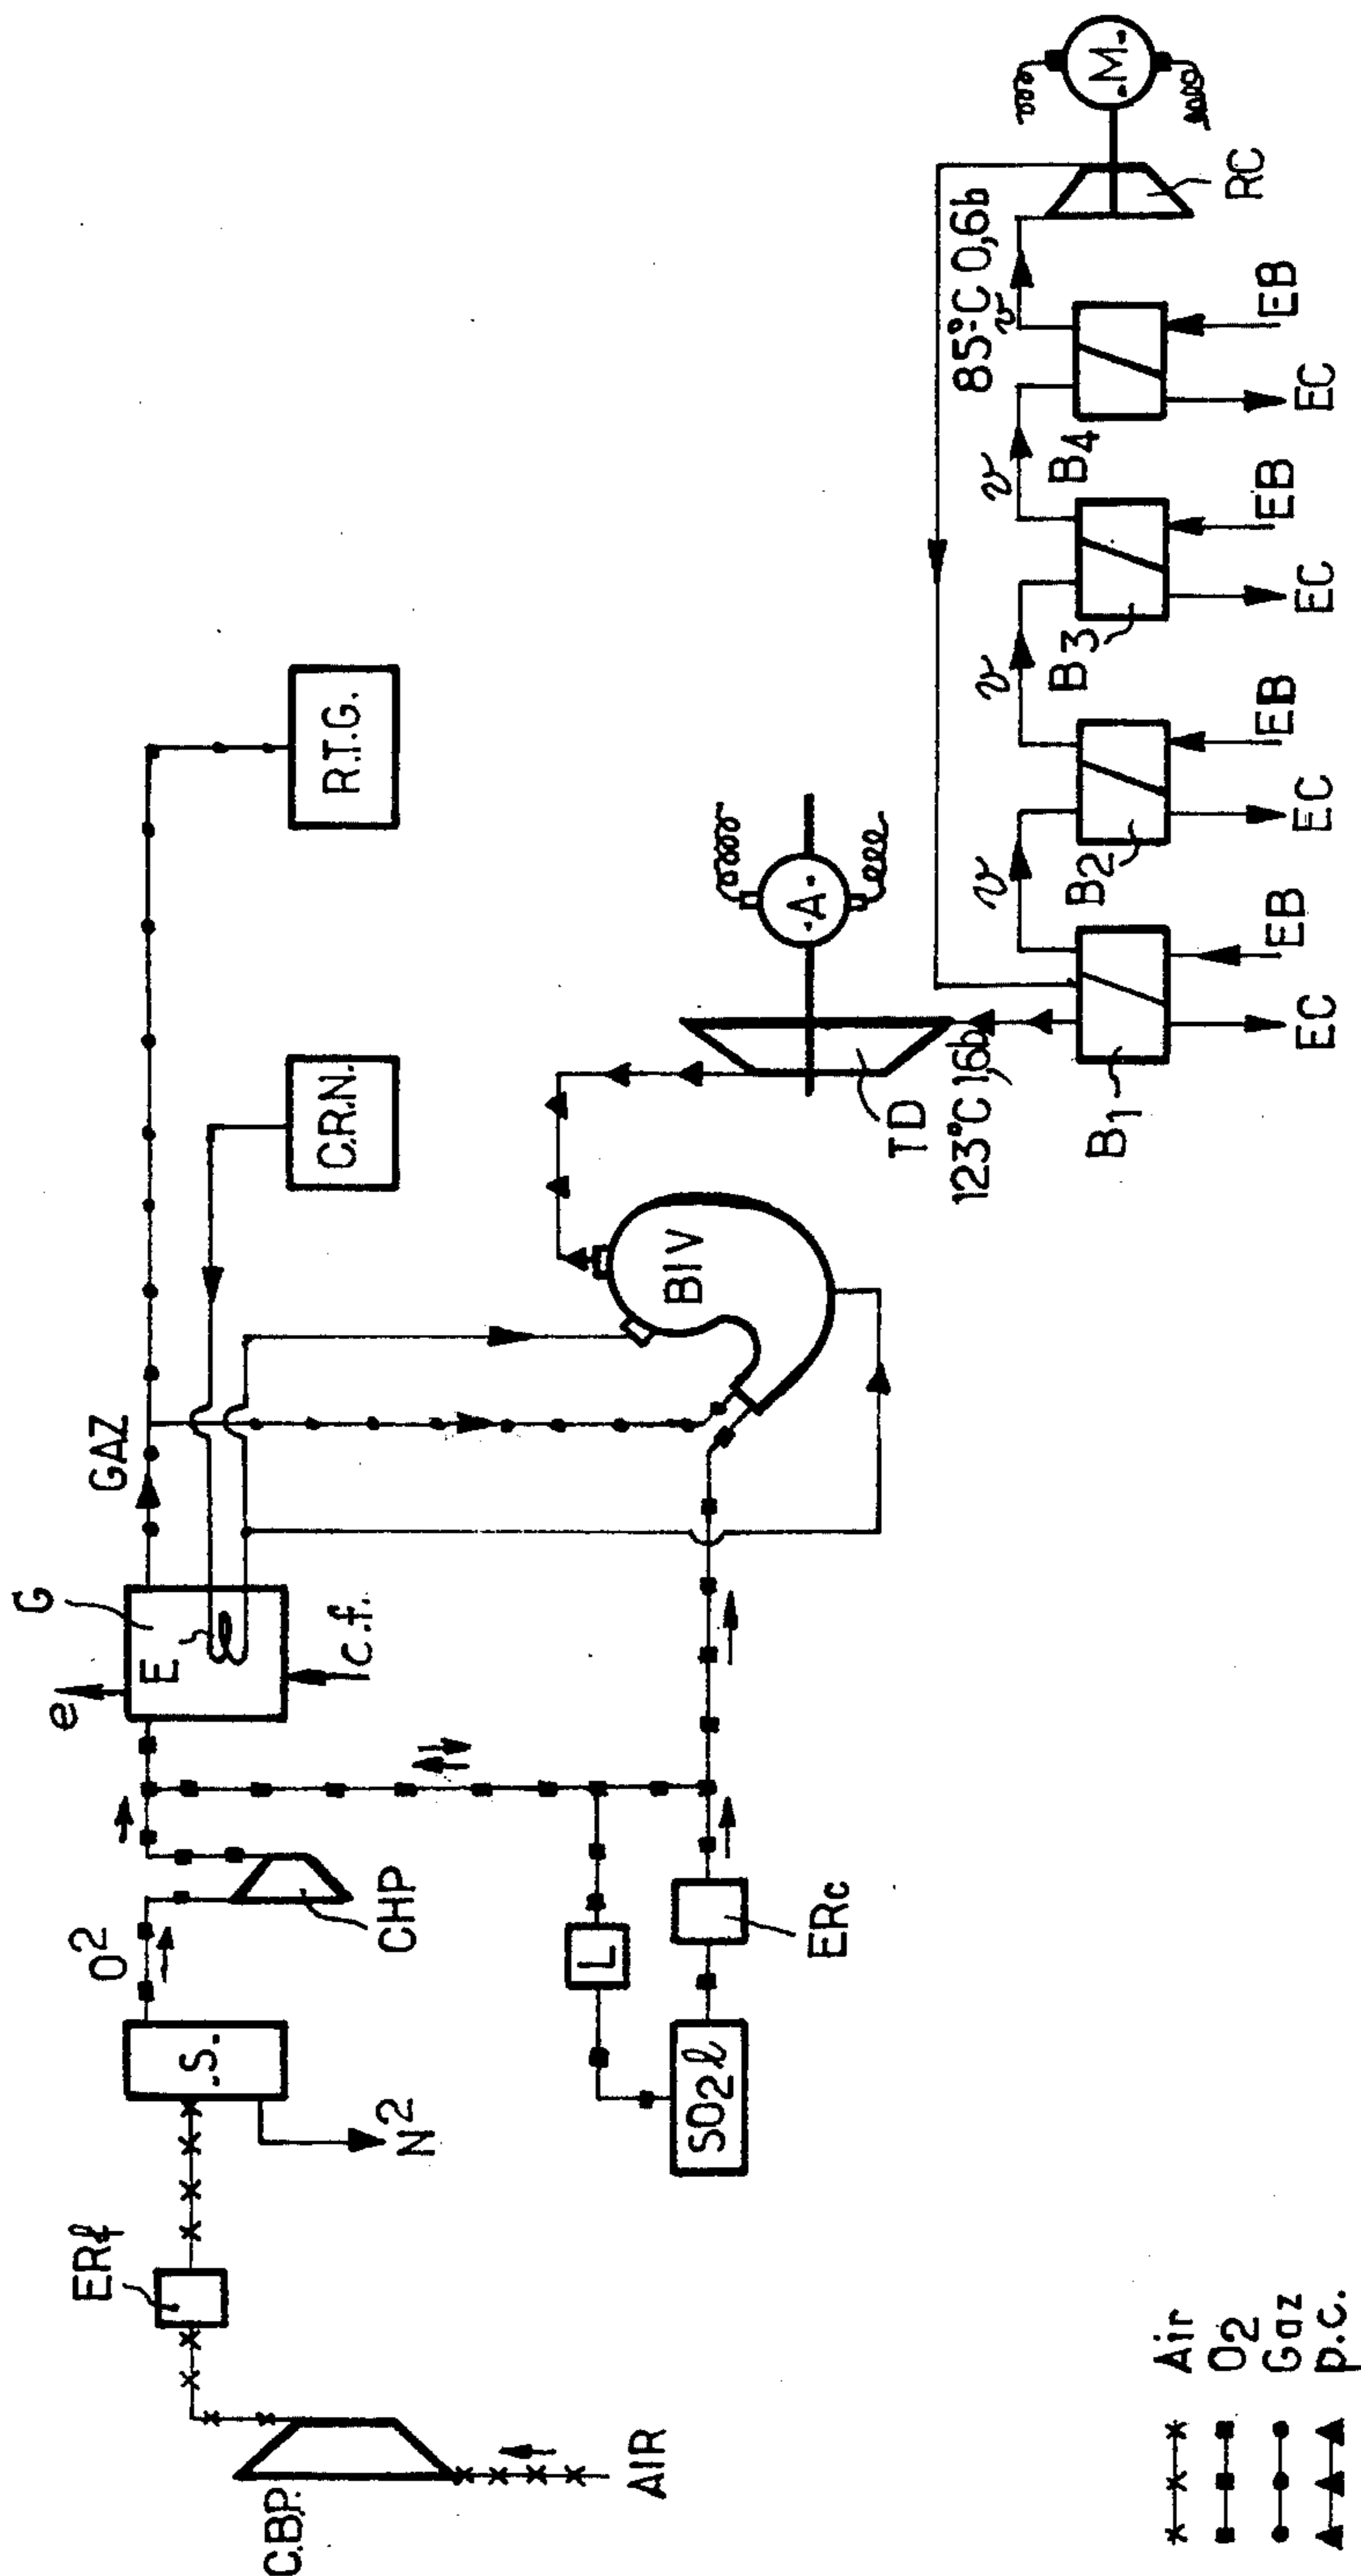 C.B.P.
AIR
ERf
.S.
N2
O2
CHP
SO2l
L
ERc
e
G
E
c.f.
GAZ
C.R.N.
R.T.G.
BIV
TD
.A.
123°C 1,6b
B1
B2
B3
B4
v
v
v
v
85°C 0,6b
EC
EB
EC
EB
EC
EB
EC
EB
RC
.M.
Air
O2
Gaz
p.c.